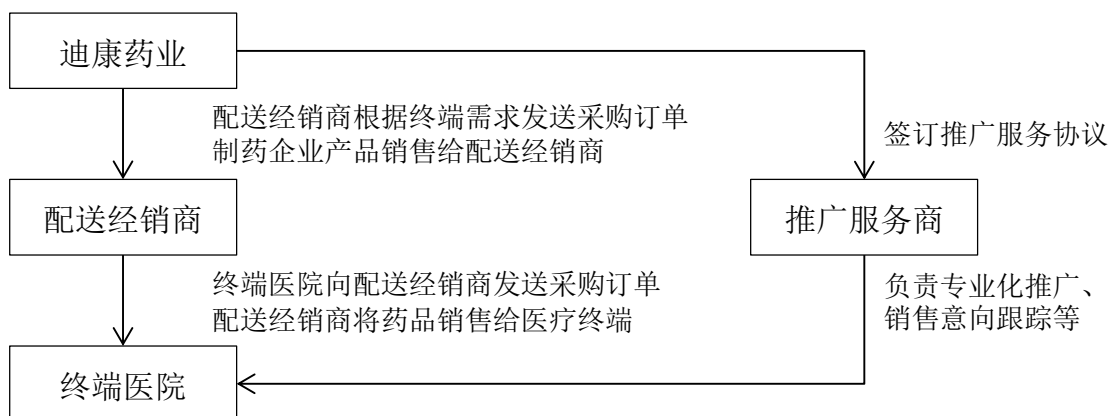 迪康药业
配送经销商根据终端需求发送采购订单
制药企业产品销售给配送经销商
签订推广服务协议
配送经销商
推广服务商
终端医院向配送经销商发送采购订单
配送经销商将药品销售给医疗终端
负责专业化推广、
销售意向跟踪等
终端医院